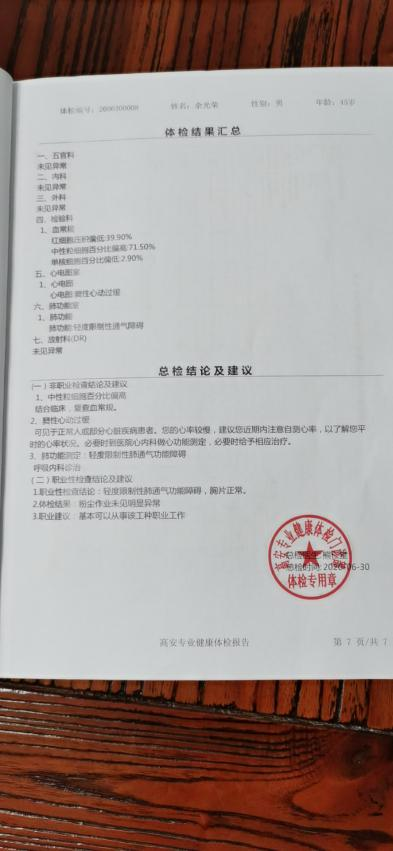 体检编号: 2006300008 姓名: 余光荣 性别: 男 年龄: 45岁
体检结果汇总
一、五官科
未见异常
二、内科
未见异常
三、外科
未见异常
四、检验科
1、血常规
红细胞压积偏低:39.90%
中性粒细胞百分比偏高:71.50%
单核细胞百分比低:2.90%
五、心电图室
1、心电图
心电图:窦性心动过缓
六、肺功能室
1、肺功能
肺功能:轻度限制性通气障碍
七、放射科(DR)
未见异常
总检结论及建议
(一)非职业检查结论及建议
1、中性粒细胞百分比偏高
结合临床，复查血常规。
2、窦性心动过缓
可见于正常人或部分心脏疾病患者。您的心率较慢，建议您近期内注意自测心率，以了解您平
时的心率状况。必要时到医院心内科做心功能测定，必要时给予相应治疗。
3、肺功能测定：轻度限制性肺通气功能障碍
呼吸内科诊治
(二)职业性检查结论及建议
1.职业性检查结论：轻度限制性肺通气功能障碍，胸片正常。
2.体检结果：粉尘作业未见明显异常
3.职业建议：基本可以从事该工种职业工作
高安专业健康体检门
总检医生:熊
总检时间: 2020-06-30
体检专用章
高安专业健康体检报告 第 7 页/共 7